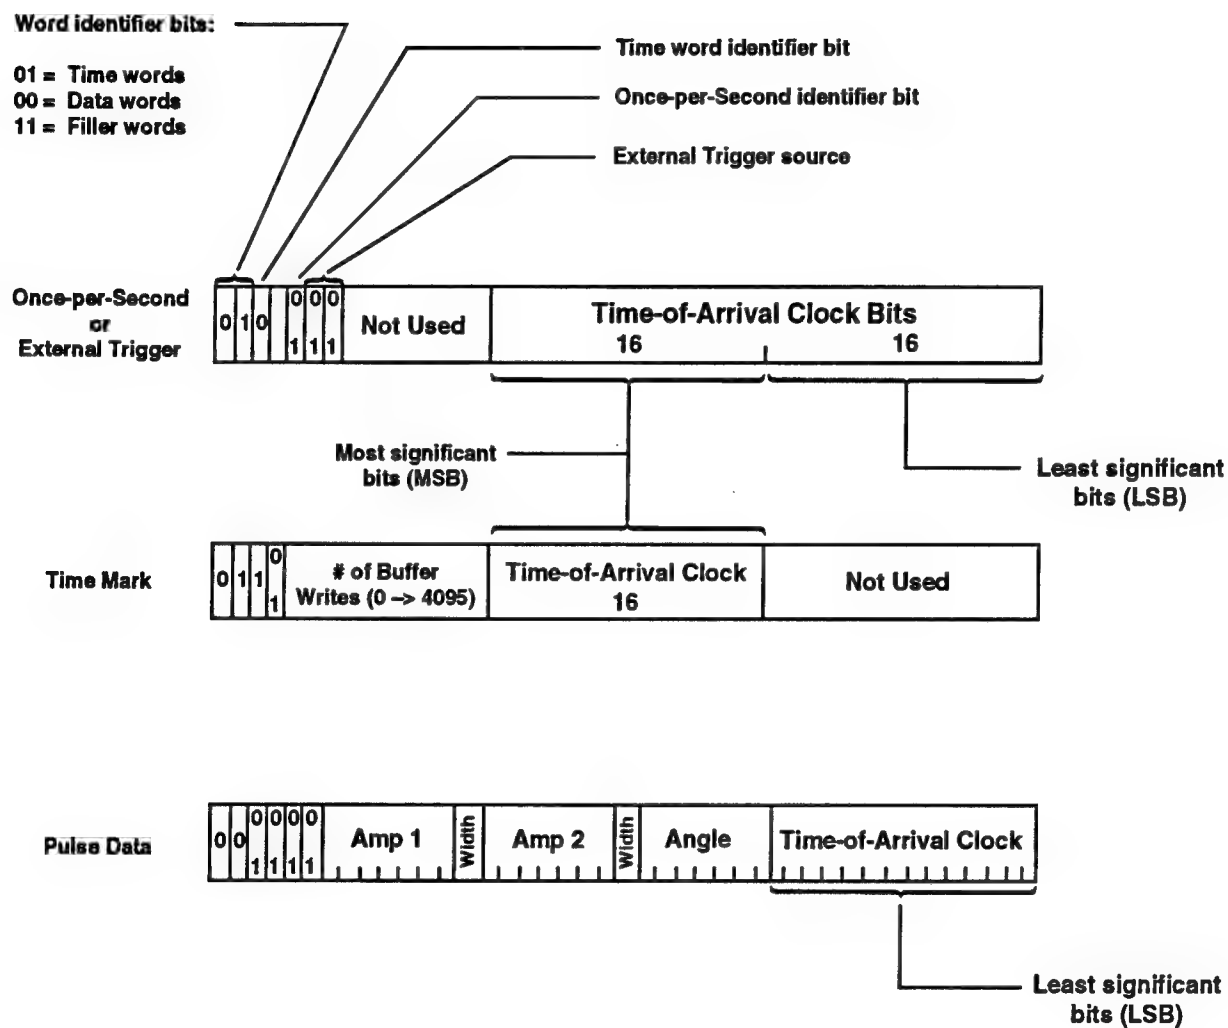 Word identifier bits:
01 = Time words
00 = Data words
11 = Filler words
Time word identifier bit
Once-per-Second identifier bit
External Trigger source
Once-per-Second
or
External Trigger
0 1 0 0 0 0
1 1 1
Not Used
Time-of-Arrival Clock Bits
16 16
Most significant
bits (MSB)
Least significant
bits (LSB)
Time Mark
0 1 1 0
1
# of Buffer
Writes (0 –> 4095)
Time-of-Arrival Clock
16
Not Used
Pulse Data
0 0 0 0 0 0
1 1 1 1
Amp 1
Width
Amp 2
Width
Angle
Time-of-Arrival Clock
Least significant
bits (LSB)